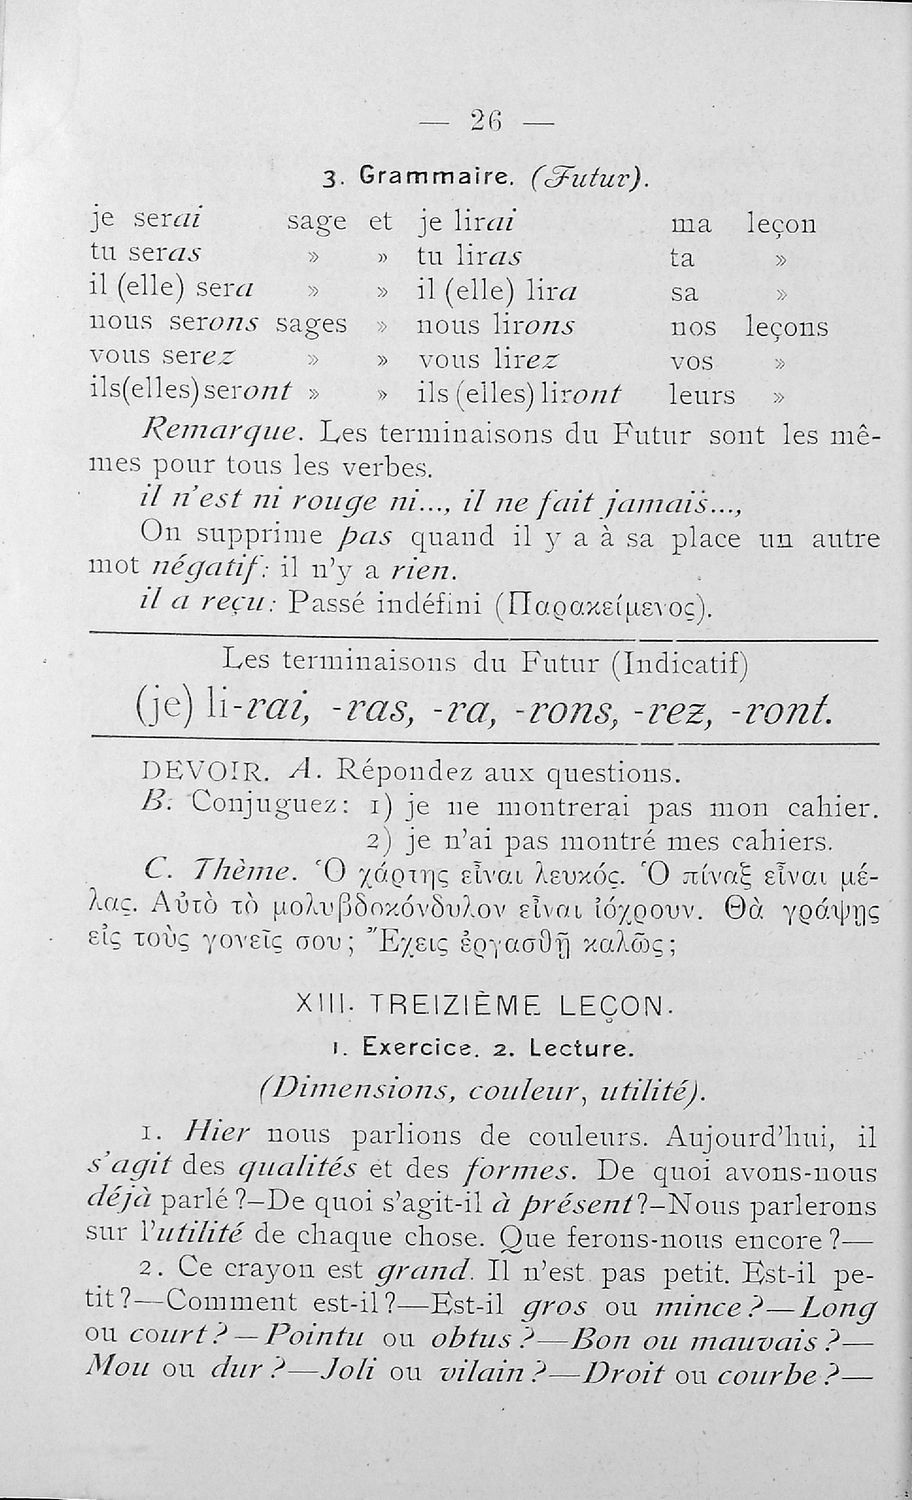 — 26 —
3. Grammaire. (Futur).
je serai sage et je lirai ma leçon
tu seras » » tu liras ta »
il (elle) sera » » il (elle) lira sa »
nous serons sages » nous lirons nos leçons
vous serez » » vous lirez vos »
ils(elles) seront » » ils (elles) liront leurs »
Remarque. Les terminaisons du Futur sont les mê-
mes pour tous les verbes.
il n'est ni rouge ni..., il ne fait jamais...,
On supprime pas quand il y a à sa place un autre
mot négatif: il n'y a rien.
il a reçu: Passé indéfini (Παρακείμενος).
Les terminaisons du Futur (Indicatif)
(je) li-rai, -ras, -ra, -rons, -rez, -ront.
DEVOIR. A. Répondez aux questions.
B. Conjuguez: 1) je ne montrerai pas mon cahier.
2) je n'ai pas montré mes cahiers.
C. Thème. Ὁ χάρτης εἶναι λευκός. Ὁ πίναξ εἶναι μέ-
λας. Αὐτὸ τὸ μολυβδοκόνδυλον εἶναι ἰόχρουν. Θὰ γράψῃς
εἰς τοὺς γονεῖς σου; Ἔχεις ἐργασθῆ καλῶς;
XIII. TREIZIÈME LEÇON.
1. Exercice. 2. Lecture.
(Dimensions, couleur, utilité).
1. Hier nous parlions de couleurs. Aujourd'hui, il
s'agit des qualités et des formes. De quoi avons-nous
déjà parlé?–De quoi s'agit-il à présent?–Nous parlerons
sur l'utilité de chaque chose. Que ferons-nous encore?—
2. Ce crayon est grand. Il n'est pas petit. Est-il pe-
tit?—Comment est-il?—Est-il gros ou mince?—Long
ou court?—Pointu ou obtus?—Bon ou mauvais?—
Mou ou dur?—Joli ou vilain?—Droit ou courbe?—